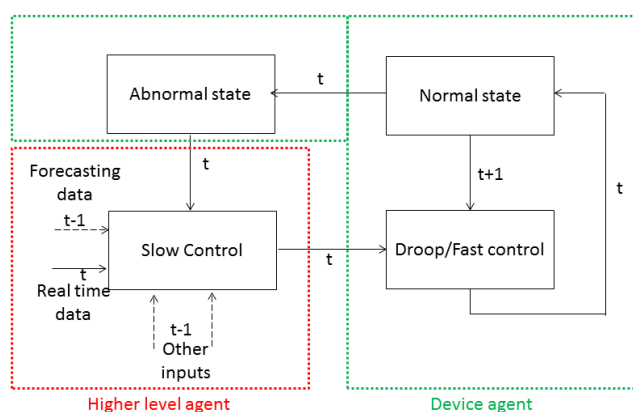 Abnormal state
t
Normal state
t
t+1
t
Forecasting
data
t-1
Slow Control
t
Droop/Fast control
t
Real time
data
t-1
Other
inputs
Higher level agent
Device agent